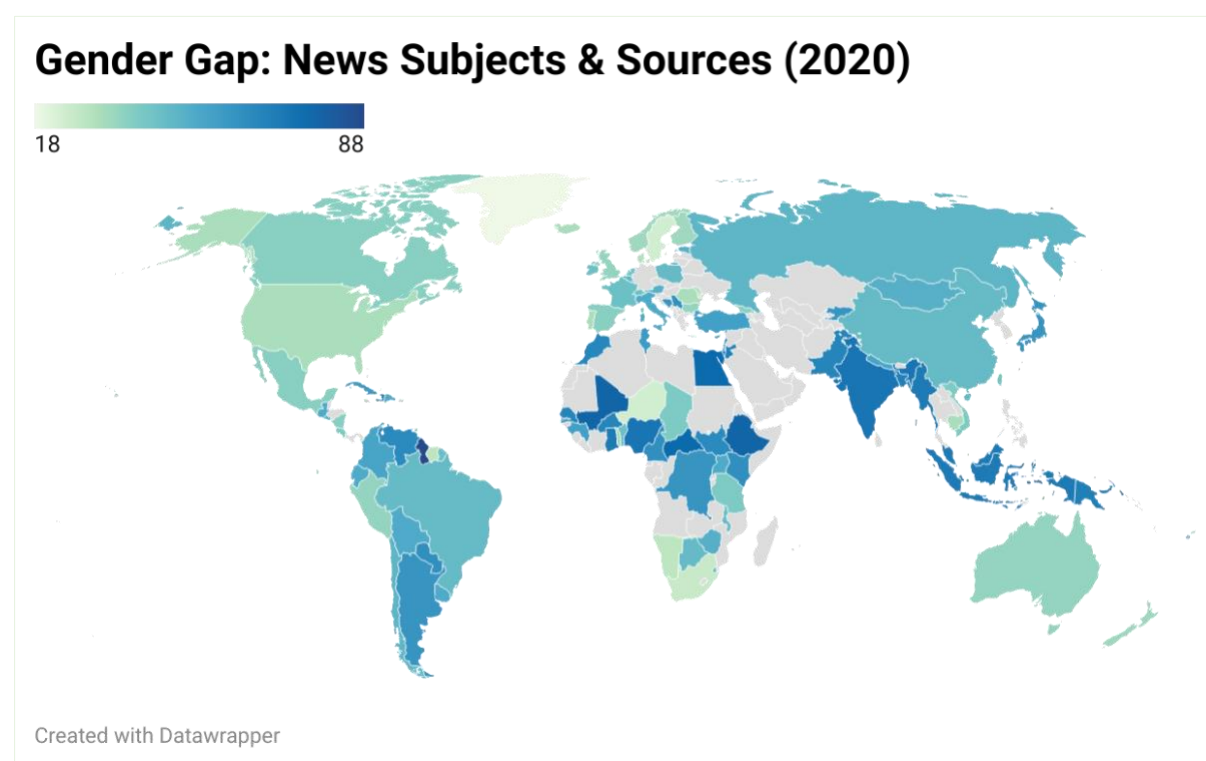 Gender Gap: News Subjects & Sources (2020)
18 88
Created with Datawrapper